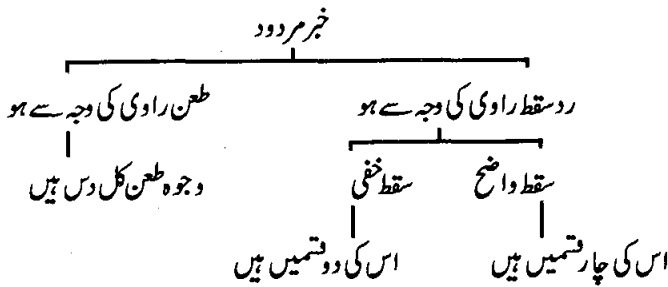 خبر مردود
رد سقط راوی کی وجہ سے ہو
طعن راوی کی وجہ سے ہو
سقط واضح
سقط خفی
وجوہ طعن کل دس ہیں
اس کی چار قسمیں ہیں
اس کی دو قسمیں ہیں